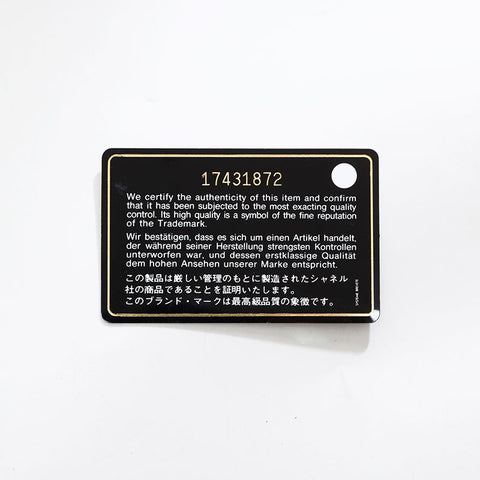 17431872
We certify the authenticity of this item and confirm
that it has been subjected to the most exacting quality
control. Its high quality is a symbol of the fine reputation
of the Trademark.
Wir bestätigen, dass es sich um einen Artikel handelt,
der während seiner Herstellung strengsten Kontrollen
unterworfen war, und dessen erstklassige Qualität
dem hohen Ansehen unserer Marke entspricht.
この製品は厳しい管理のもとに製造されたシャネル
社の商品であることを証明いたします。
このブランド・マークは最高級品質の象徴です。